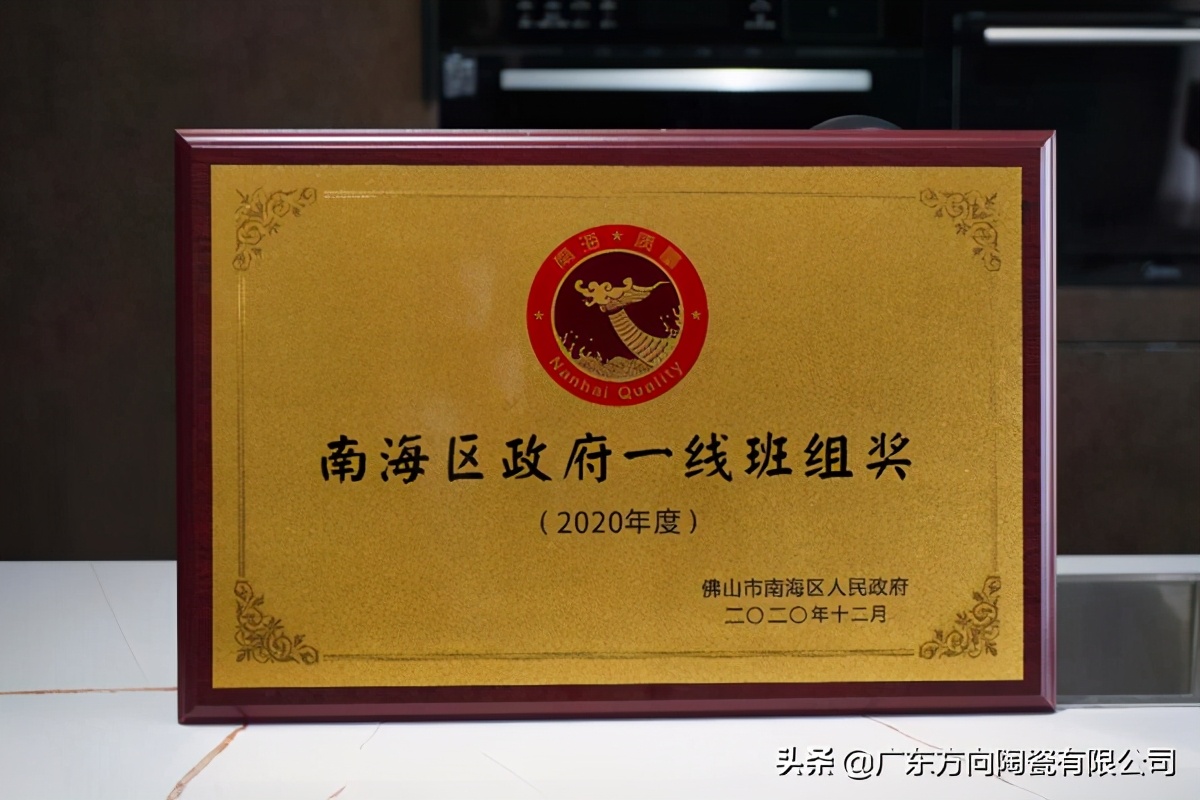 南海★质量
Nanhai Quality
南海区政府一线班组奖
（2020年度）
佛山市南海区人民政府
二〇二〇年十二月
头条 @广东方向陶瓷有限公司